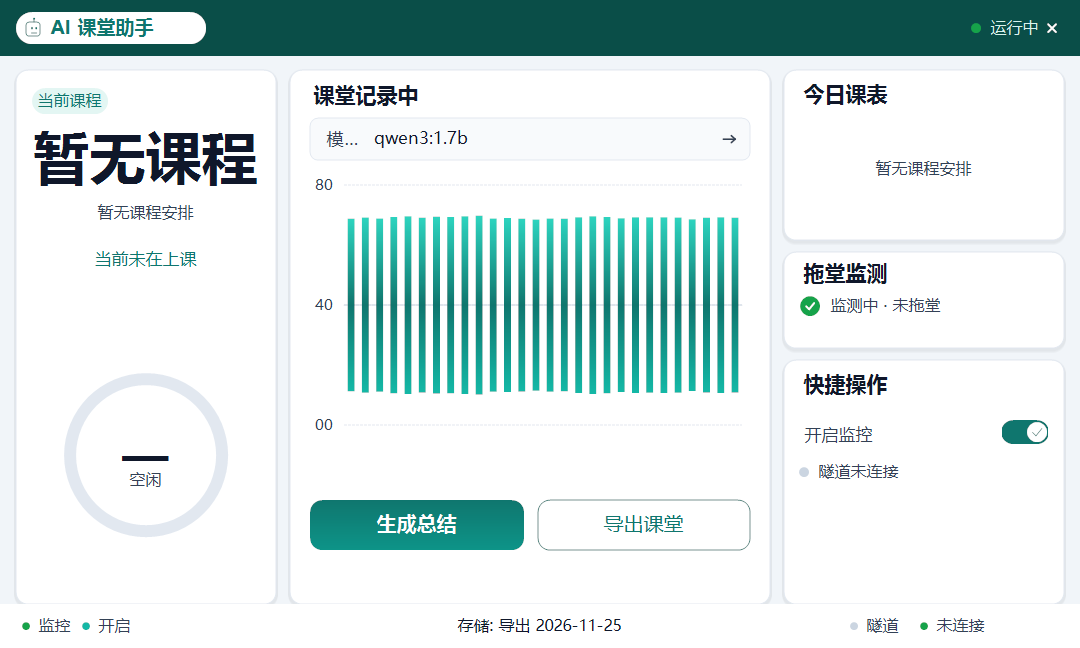 AI 课堂助手
运行中 ×
当前课程
暂无课程
暂无课程安排
当前未在上课
空闲
课堂记录中
模... qwen3:1.7b →
80
40
00
生成总结
导出课堂
今日课表
暂无课程安排
拖堂监测
监测中 · 未拖堂
快捷操作
开启监控
隧道未连接
监控 开启
存储: 导出 2026-11-25
隧道 未连接